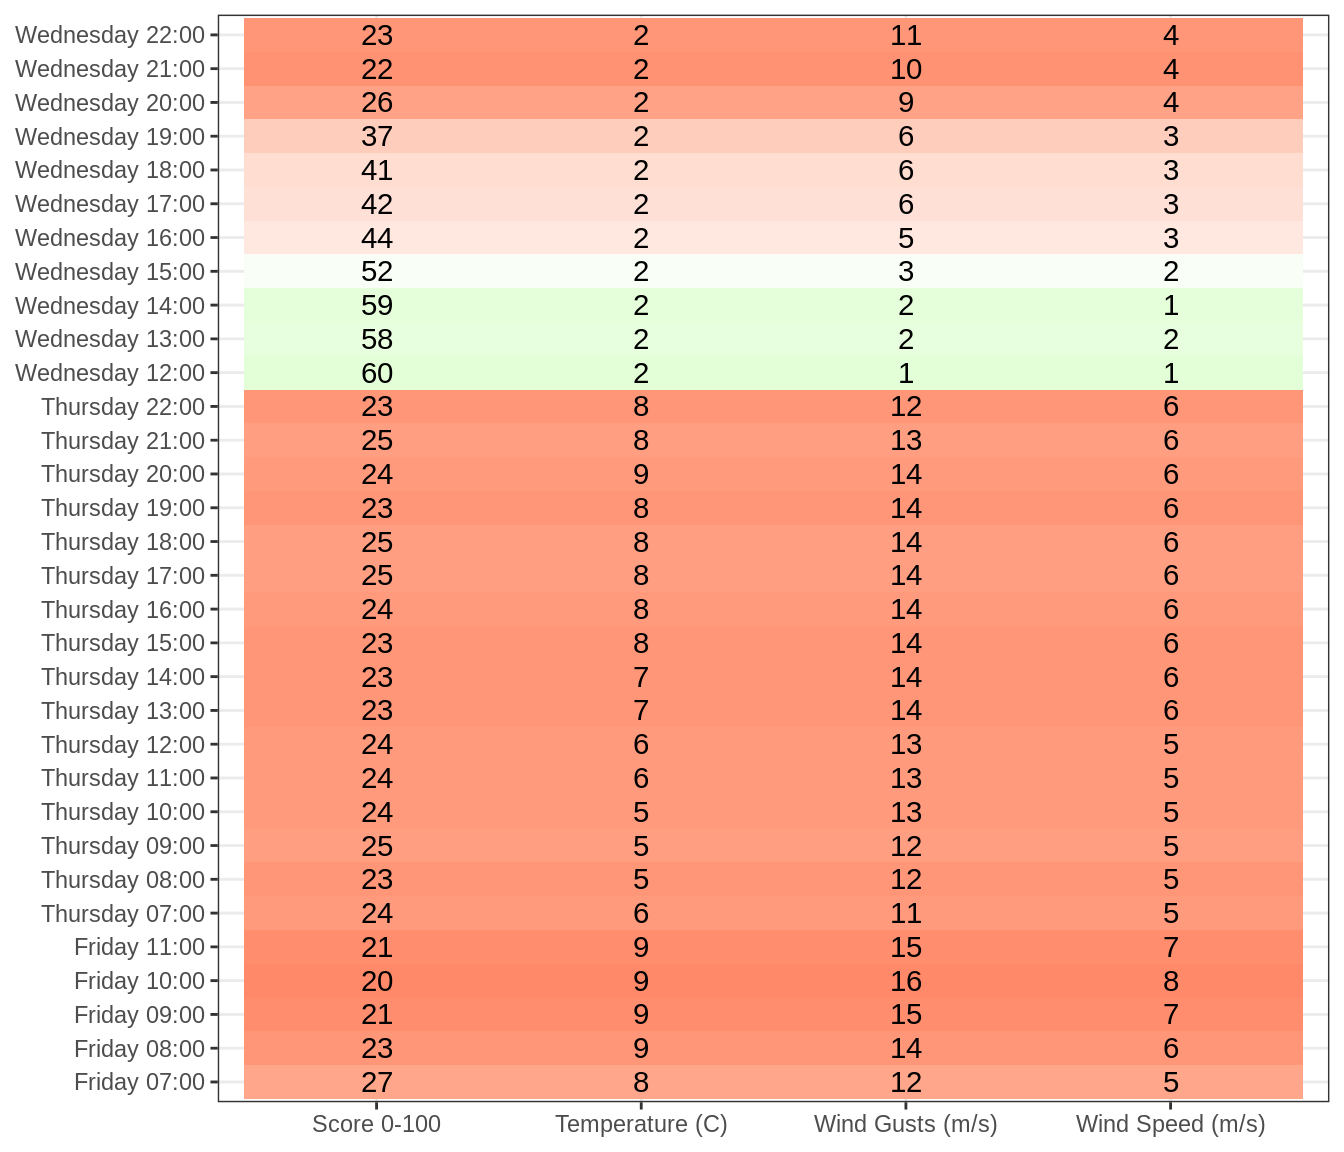 Wednesday 22:00 23 2 11 4
Wednesday 21:00 22 2 10 4
Wednesday 20:00 26 2 9 4
Wednesday 19:00 37 2 6 3
Wednesday 18:00 41 2 6 3
Wednesday 17:00 42 2 6 3
Wednesday 16:00 44 2 5 3
Wednesday 15:00 52 2 3 2
Wednesday 14:00 59 2 2 1
Wednesday 13:00 58 2 2 2
Wednesday 12:00 60 2 1 1
Thursday 22:00 23 8 12 6
Thursday 21:00 25 8 13 6
Thursday 20:00 24 9 14 6
Thursday 19:00 23 8 14 6
Thursday 18:00 25 8 14 6
Thursday 17:00 25 8 14 6
Thursday 16:00 24 8 14 6
Thursday 15:00 23 8 14 6
Thursday 14:00 23 7 14 6
Thursday 13:00 23 7 14 6
Thursday 12:00 24 6 13 5
Thursday 11:00 24 6 13 5
Thursday 10:00 24 5 13 5
Thursday 09:00 25 5 12 5
Thursday 08:00 23 5 12 5
Thursday 07:00 24 6 11 5
Friday 11:00 21 9 15 7
Friday 10:00 20 9 16 8
Friday 09:00 21 9 15 7
Friday 08:00 23 9 14 6
Friday 07:00 27 8 12 5
Score 0-100 Temperature (C) Wind Gusts (m/s) Wind Speed (m/s)